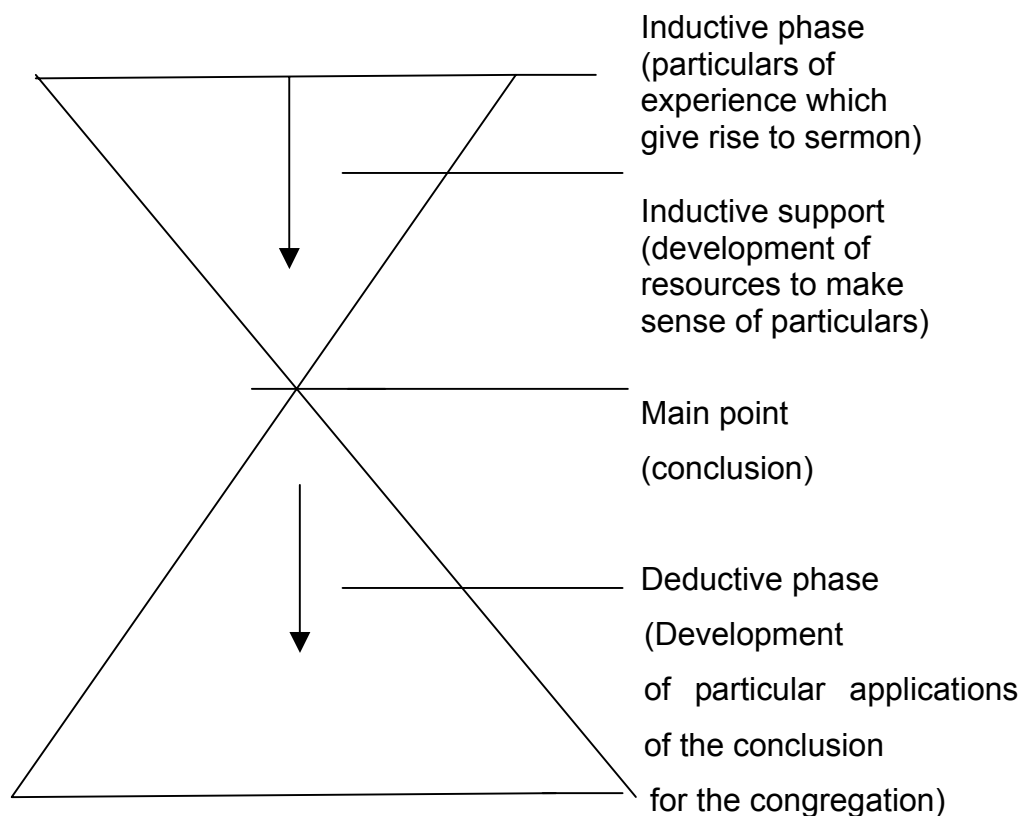 Inductive phase
(particulars of
experience which
give rise to sermon)
Inductive support
(development of
resources to make
sense of particulars)
Main point
(conclusion)
Deductive phase
(Development
of particular applications
of the conclusion
for the congregation)